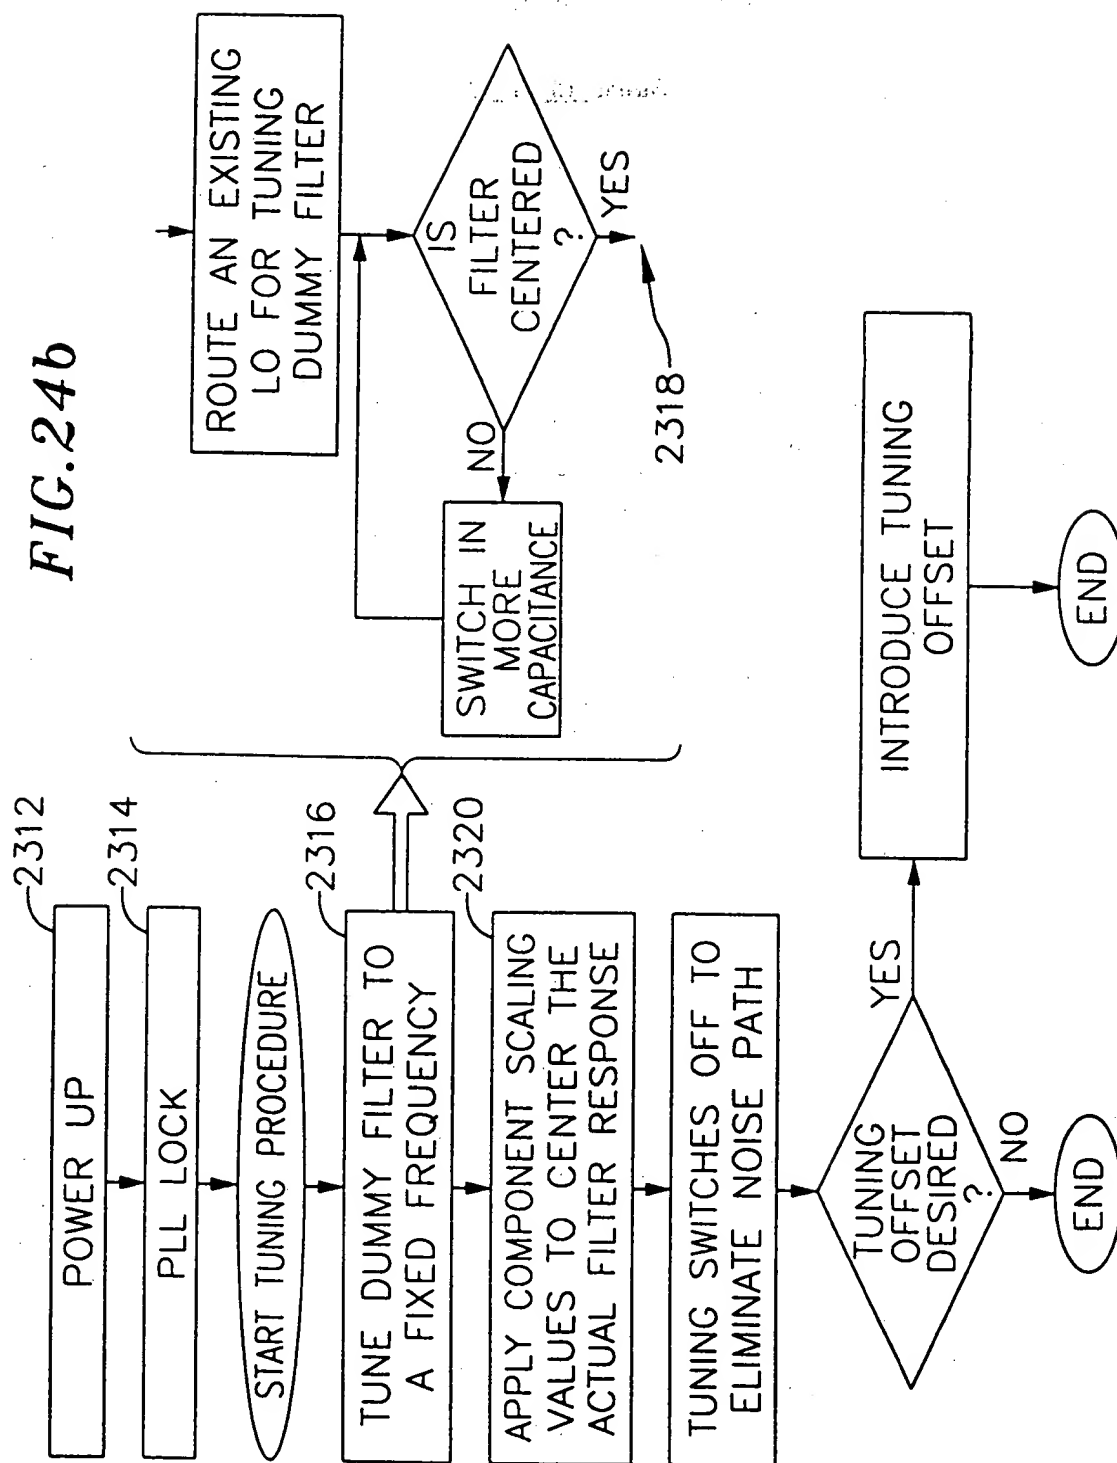 FIG.24b
POWER UP
2312
PLL LOCK
2314
START TUNING PROCEDURE
TUNE DUMMY FILTER TO
A FIXED FREQUENCY
2316
APPLY COMPONENT SCALING
VALUES TO CENTER THE
ACTUAL FILTER RESPONSE
2320
TUNING SWITCHES OFF TO
ELIMINATE NOISE PATH
TUNING
OFFSET
DESIRED
?
YES
NO
END
INTRODUCE TUNING
OFFSET
END
ROUTE AN EXISTING
LO FOR TUNING
DUMMY FILTER
IS
FILTER
CENTERED
?
NO
YES
SWITCH IN
MORE
CAPACITANCE
2318